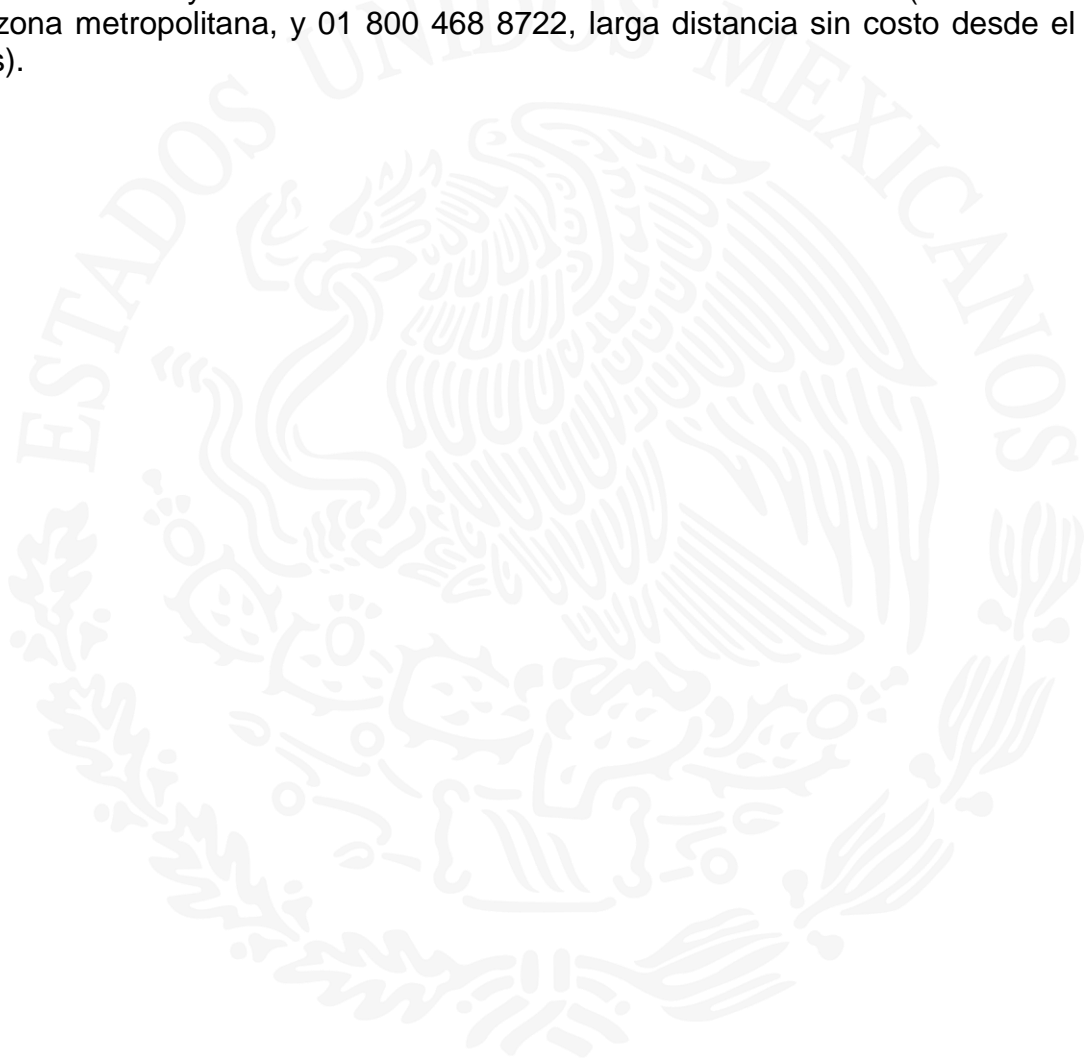 zona metropolitana, y 01 800 468 8722, larga distancia sin costo desde el
s).
ESTADOS UNIDOS MEXICANOS